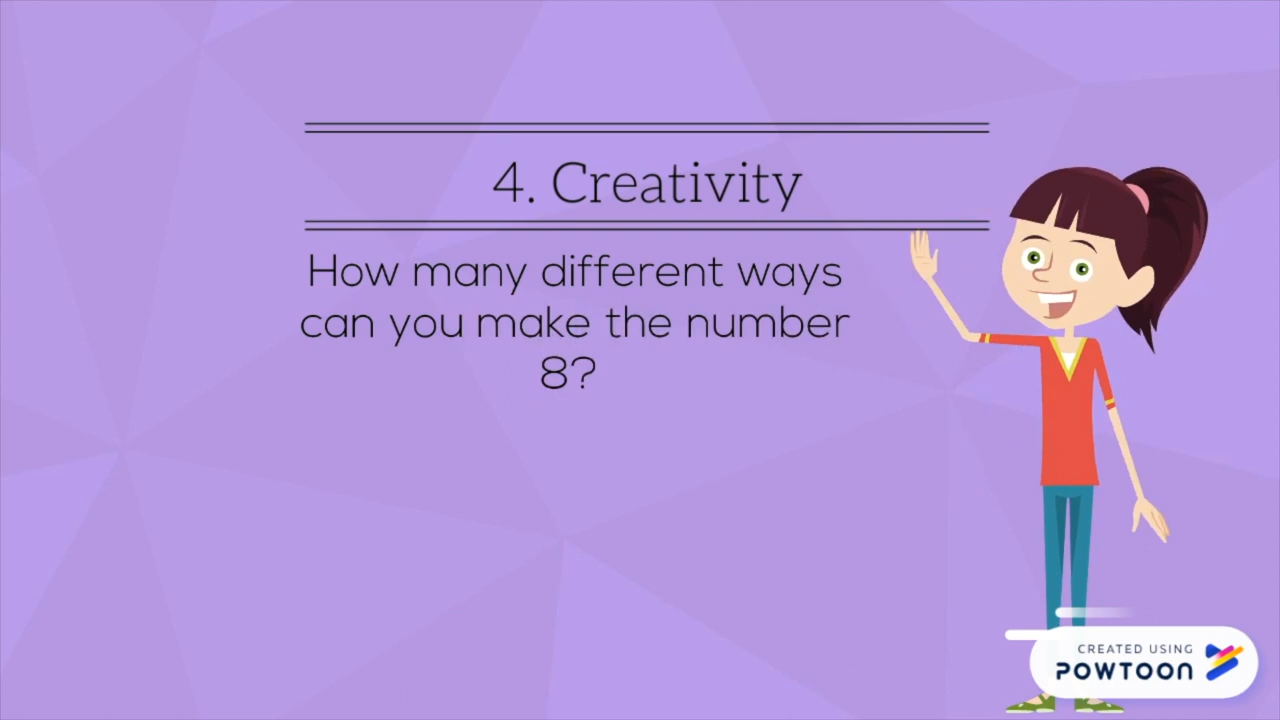 4. Creativity
How many different ways
can you make the number
8?
CREATED USING
POWTOON